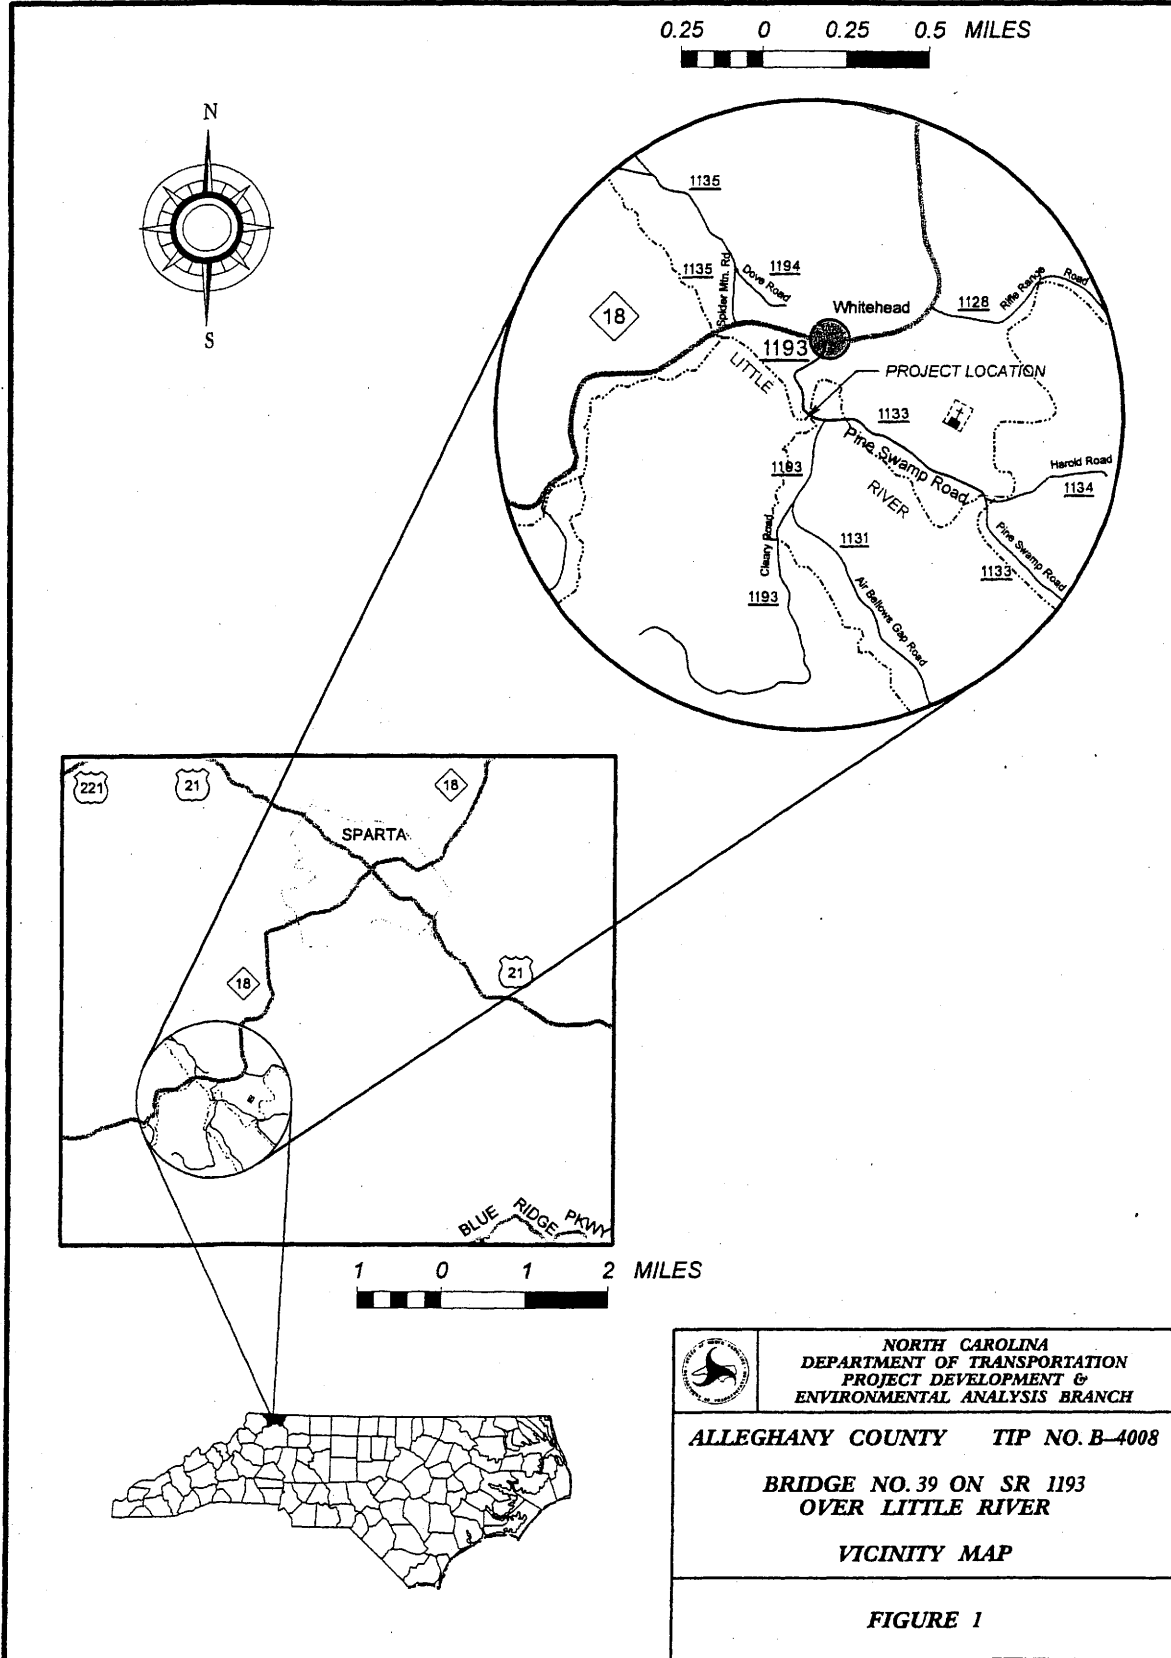 0.25 0 0.25 0.5 MILES
N
S
1135
1135
Spider Mtn. Rd.
1194
Dove Road
18
Whitehead
1193
1128
Rifle Range Road
LITTLE
PROJECT LOCATION
1133
Pine Swamp Road
1193
RIVER
Harold Road
1134
Cleary Road
1131
Pine Swamp Road
1133
1193
Air Bellows Gap Road
221
21
18
SPARTA
18
21
BLUE RIDGE PKWY
1 0 1 2 MILES
NORTH CAROLINA
DEPARTMENT OF TRANSPORTATION
PROJECT DEVELOPMENT &
ENVIRONMENTAL ANALYSIS BRANCH
ALLEGHANY COUNTY TIP NO. B-4008
BRIDGE NO. 39 ON SR 1193
OVER LITTLE RIVER
VICINITY MAP
FIGURE 1